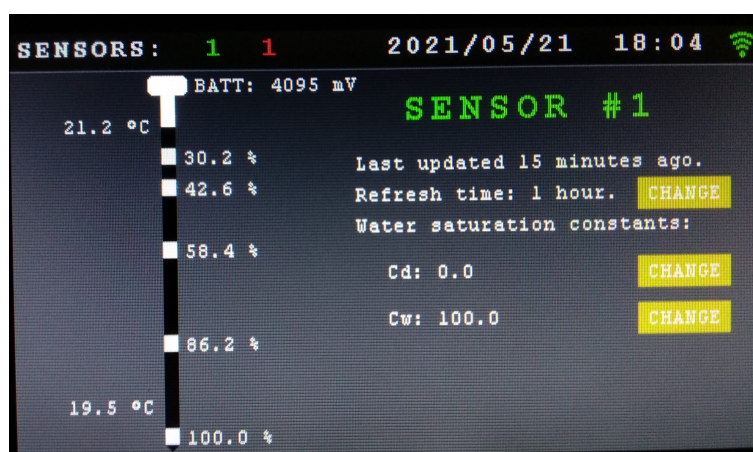 SENSORS: 1 1 2021/05/21 18:04
BATT: 4095 mV
SENSOR #1
21.2 ºC
30.2 %
Last updated 15 minutes ago.
42.6 %
Refresh time: 1 hour. CHANGE
Water saturation constants:
58.4 %
Cd: 0.0 CHANGE
Cw: 100.0 CHANGE
86.2 %
19.5 ºC
100.0 %